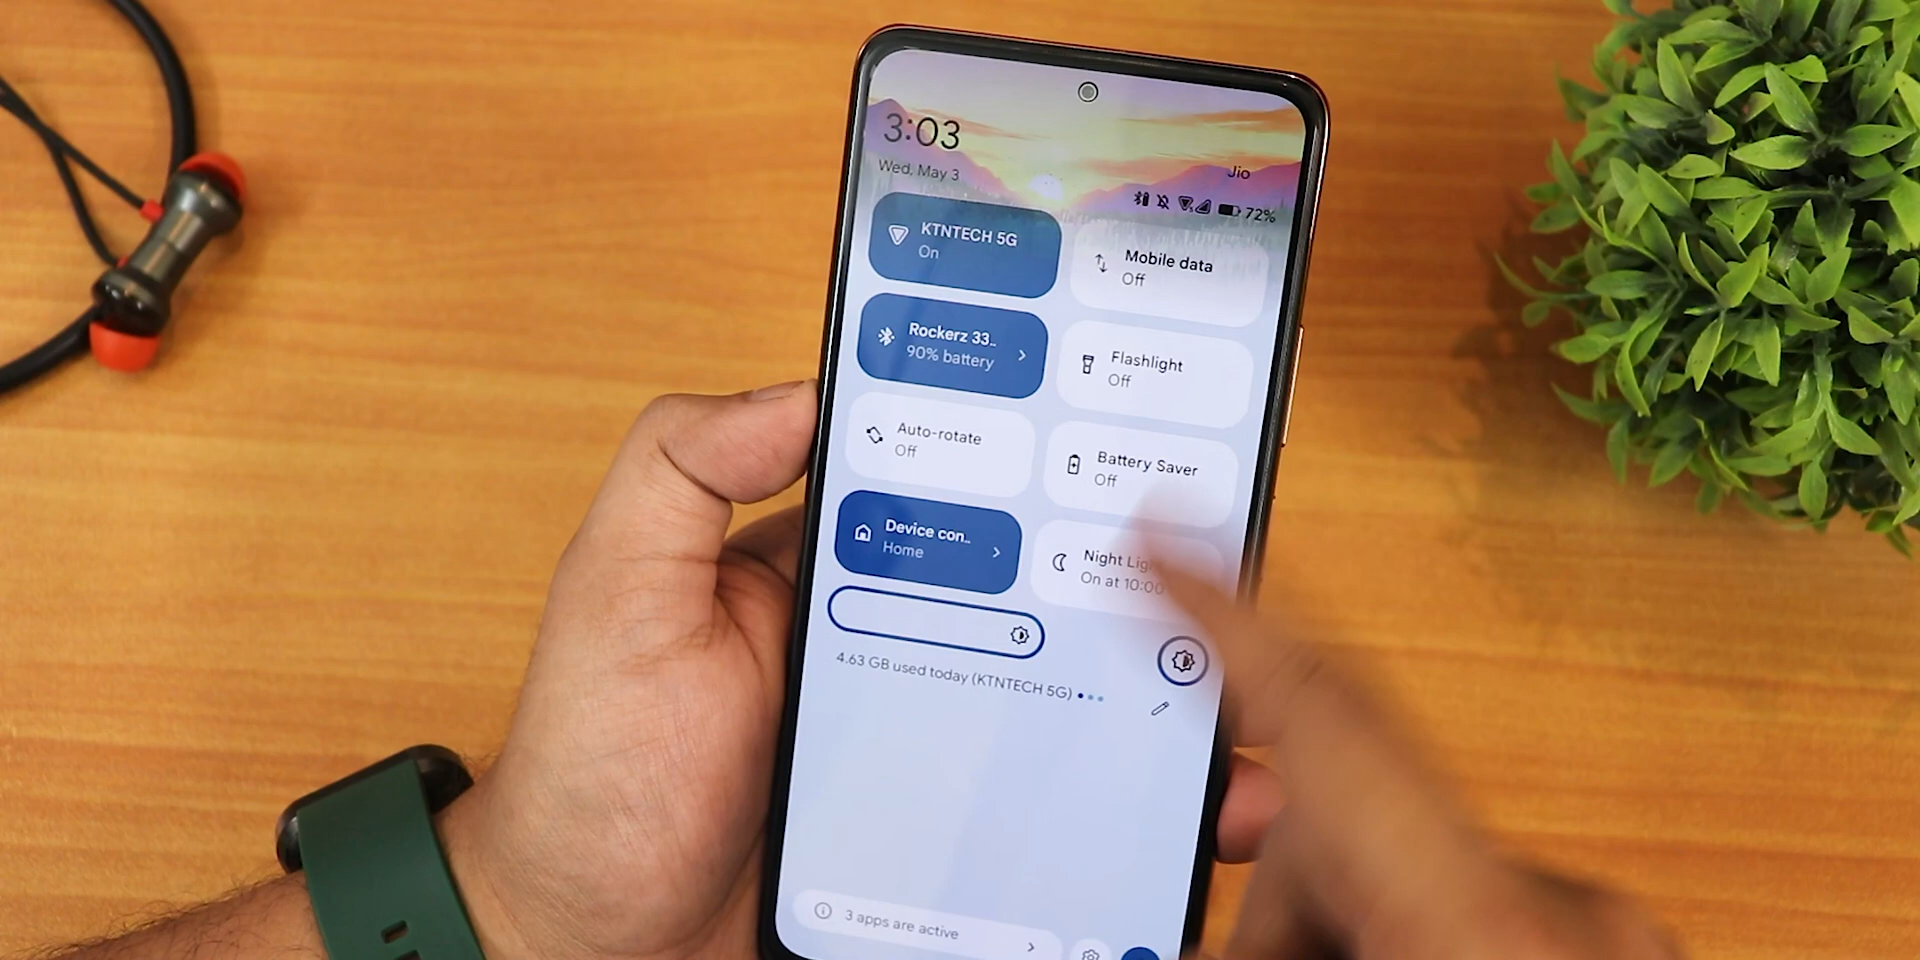 3:03
Wed, May 3
Jio
72%
KTNTECH 5G
On
Mobile data
Off
Rockerz 33..
90% battery
Flashlight
Off
Auto-rotate
Off
Battery Saver
Off
Device con..
Home
Night Lig
On at 10:00
4.63 GB used today (KTNTECH 5G)
3 apps are active